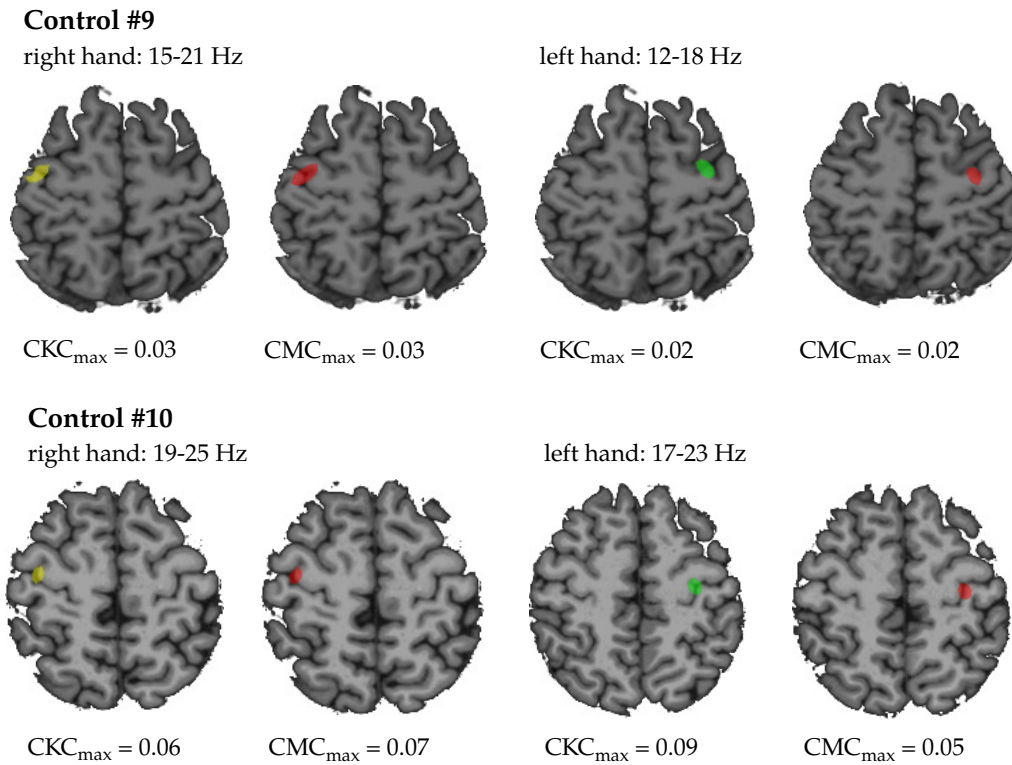 Control #9
right hand: 15-21 Hz
left hand: 12-18 Hz
CKCmax = 0.03
CMCmax = 0.03
CKCmax = 0.02
CMCmax = 0.02
Control #10
right hand: 19-25 Hz
left hand: 17-23 Hz
CKCmax = 0.06
CMCmax = 0.07
CKCmax = 0.09
CMCmax = 0.05